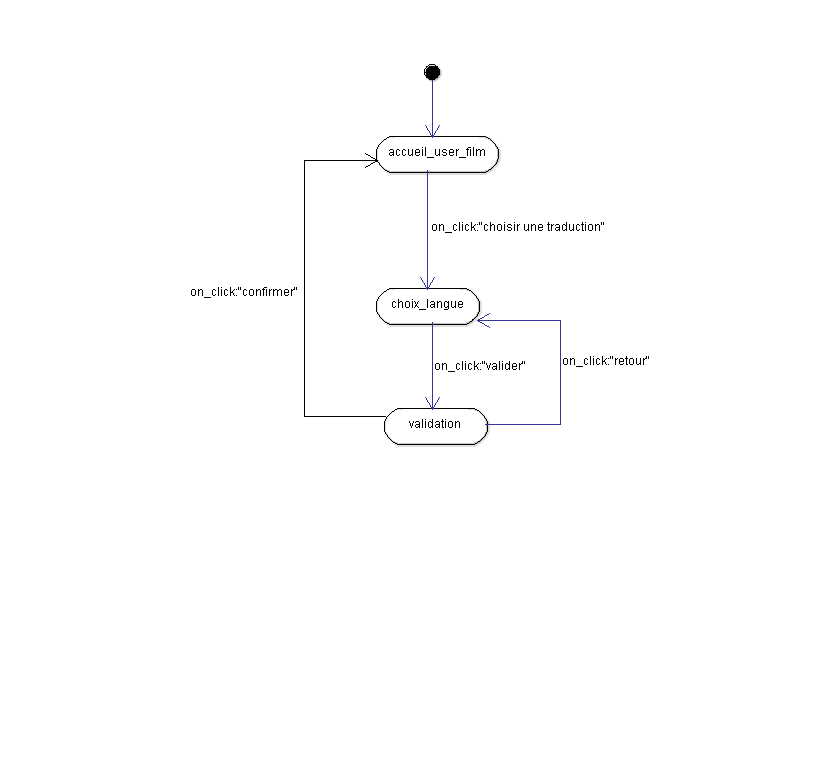 accueil_user_film
on_click:"choisir une traduction"
on_click:"confirmer"
choix_langue
on_click:"valider"
on_click:"retour"
validation